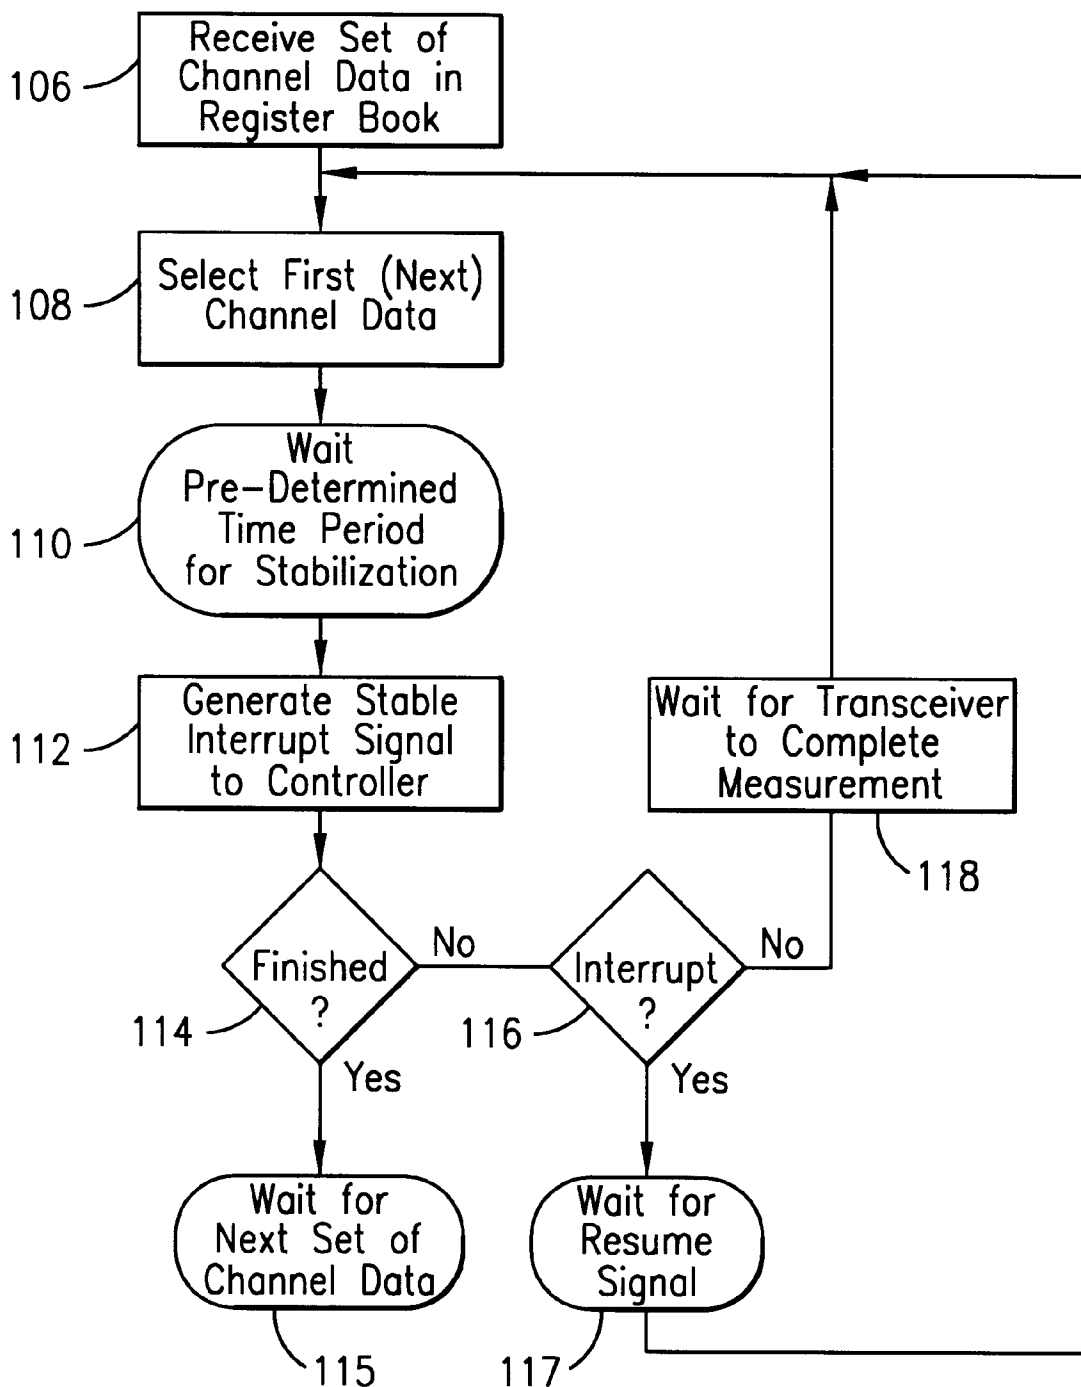 Receive Set of
Channel Data in
Register Book
106
Select First (Next)
Channel Data
108
Wait
Pre-Determined
Time Period
for Stabilization
110
Generate Stable
Interrupt Signal
to Controller
112
Wait for Transceiver
to Complete
Measurement
118
Finished
?
No
114
Yes
Interrupt
?
No
116
Yes
Wait for
Next Set of
Channel Data
115
Wait for
Resume
Signal
117